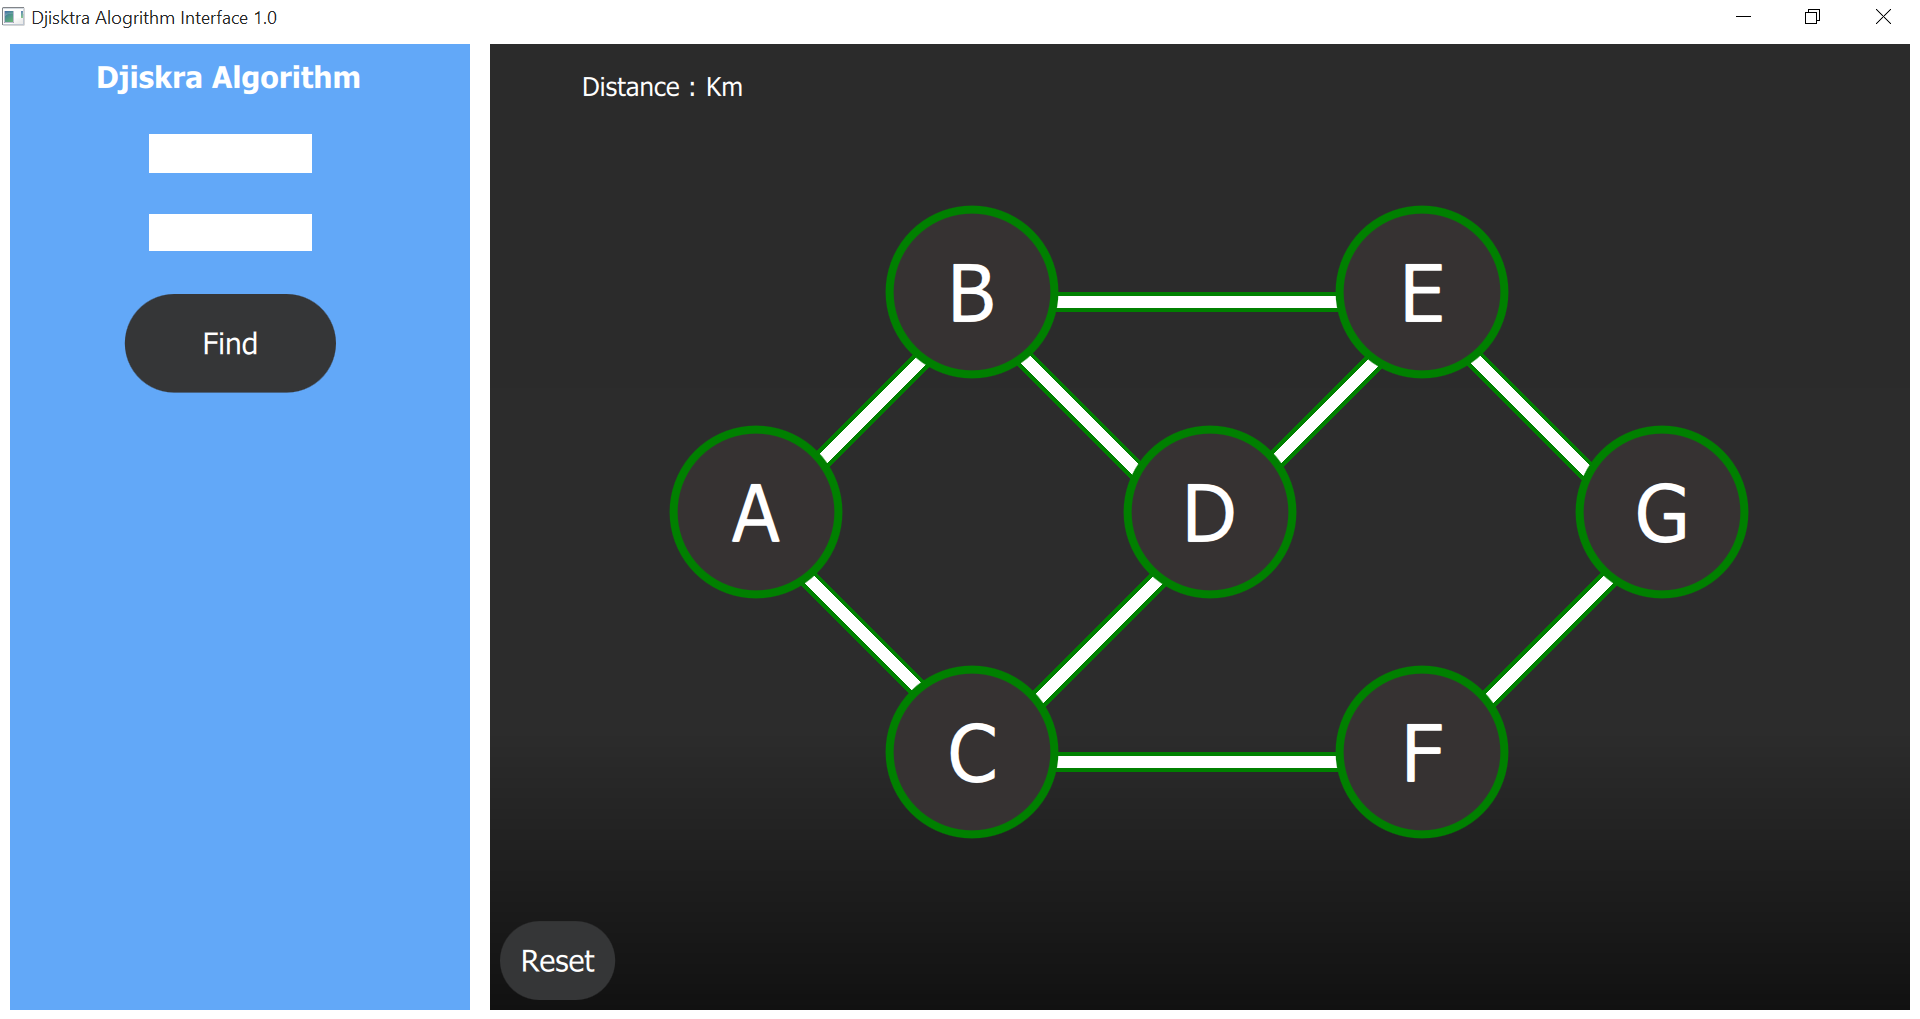 Djisktra Alogrithm Interface 1.0
Djiskra Algorithm
Find
Distance : Km
B
E
A
D
G
C
F
Reset